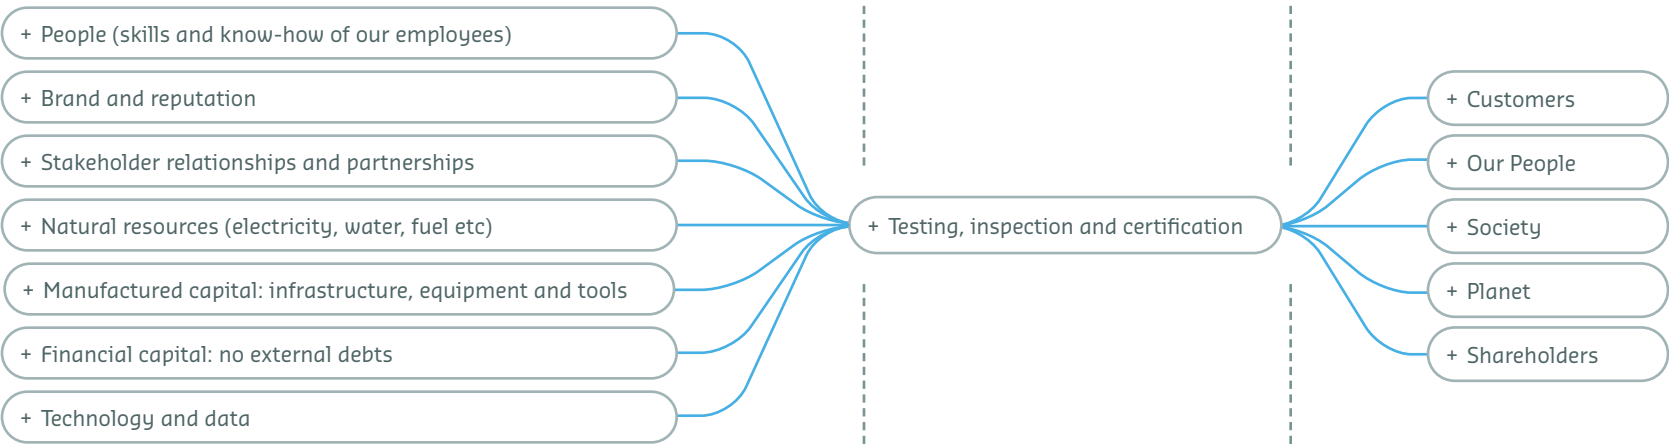 + People (skills and know-how of our employees)
+ Brand and reputation
+ Stakeholder relationships and partnerships
+ Natural resources (electricity, water, fuel etc)
+ Manufactured capital: infrastructure, equipment and tools
+ Financial capital: no external debts
+ Technology and data
+ Testing, inspection and certification
+ Customers
+ Our People
+ Society
+ Planet
+ Shareholders